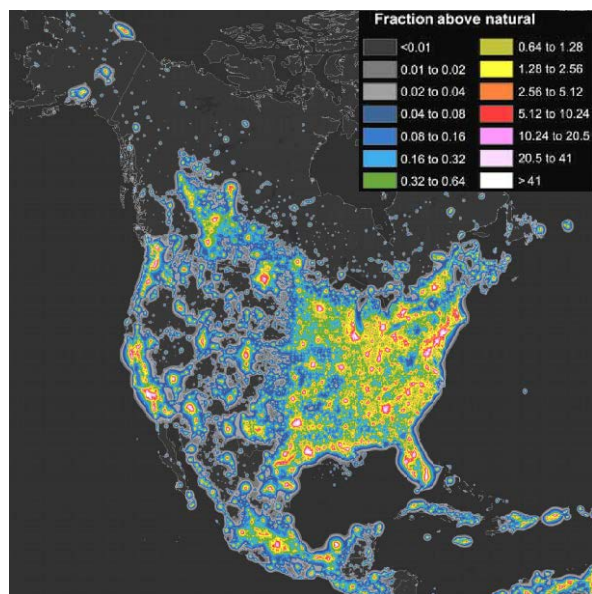 Fraction above natural
<0.01
0.01 to 0.02
0.02 to 0.04
0.04 to 0.08
0.08 to 0.16
0.16 to 0.32
0.32 to 0.64
0.64 to 1.28
1.28 to 2.56
2.56 to 5.12
5.12 to 10.24
10.24 to 20.5
20.5 to 41
> 41